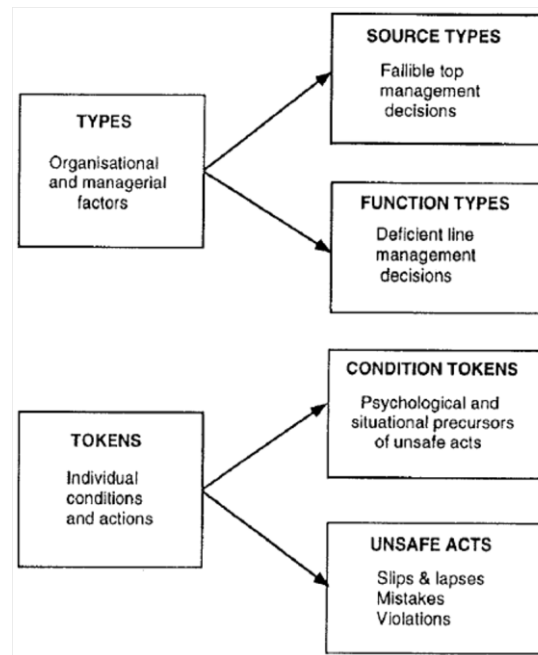 SOURCE TYPES
Fallible top
management
decisions
TYPES
Organisational
and managerial
factors
FUNCTION TYPES
Deficient line
management
decisions
CONDITION TOKENS
Psychological and
situational precursors
of unsafe acts
TOKENS
Individual
conditions
and actions
UNSAFE ACTS
Slips & lapses
Mistakes
Violations